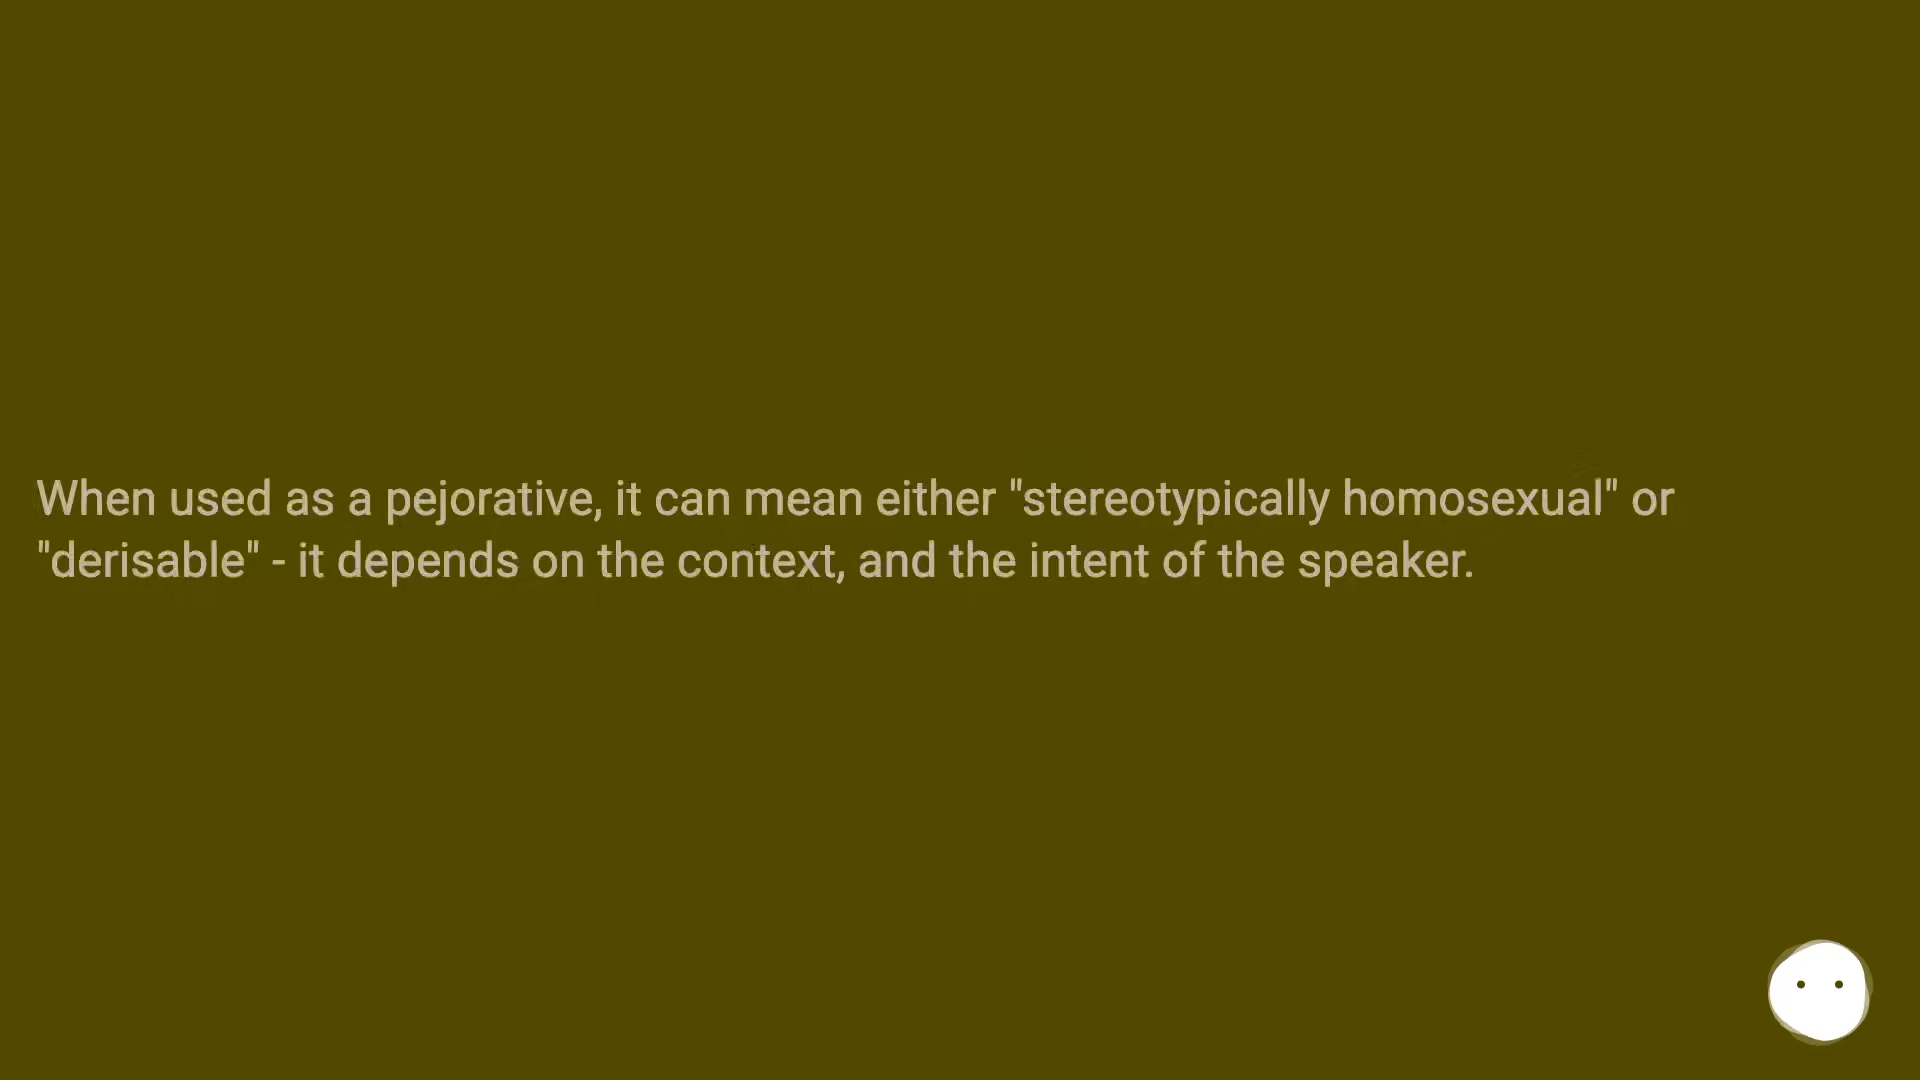 When used as a pejorative, it can mean either "stereotypically homosexual" or
"derisable" - it depends on the context, and the intent of the speaker.